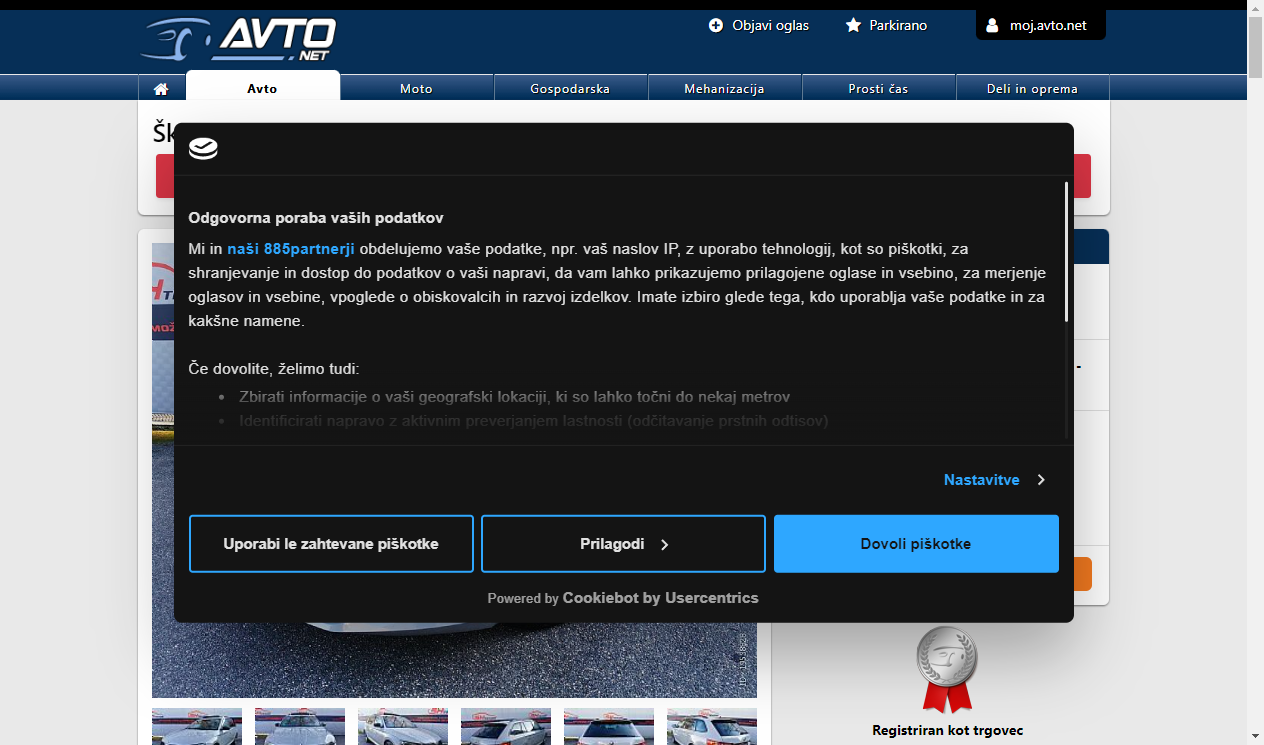 AVTO
.NET
Objavi oglas
Parkirano
moj.avto.net
Avto
Moto
Gospodarska
Mehanizacija
Prosti čas
Deli in oprema
Odgovorna poraba vaših podatkov
Mi in naši 885partnerji obdelujemo vaše podatke, npr. vaš naslov IP, z uporabo tehnologij, kot so piškotki, za
shranjevanje in dostop do podatkov o vaši napravi, da vam lahko prikazujemo prilagojene oglase in vsebino, za merjenje
oglasov in vsebine, vpoglede o obiskovalcih in razvoj izdelkov. Imate izbiro glede tega, kdo uporablja vaše podatke in za
kakšne namene.
Če dovolite, želimo tudi:
• Zbirati informacije o vaši geografski lokaciji, ki so lahko točni do nekaj metrov
• Identificirati napravo z aktivnim preverjanjem lastnosti (odčitavanje prstnih odtisov)
Nastavitve
Uporabi le zahtevane piškotke
Prilagodi
Dovoli piškotke
Powered by Cookiebot by Usercentrics
Registriran kot trgovec